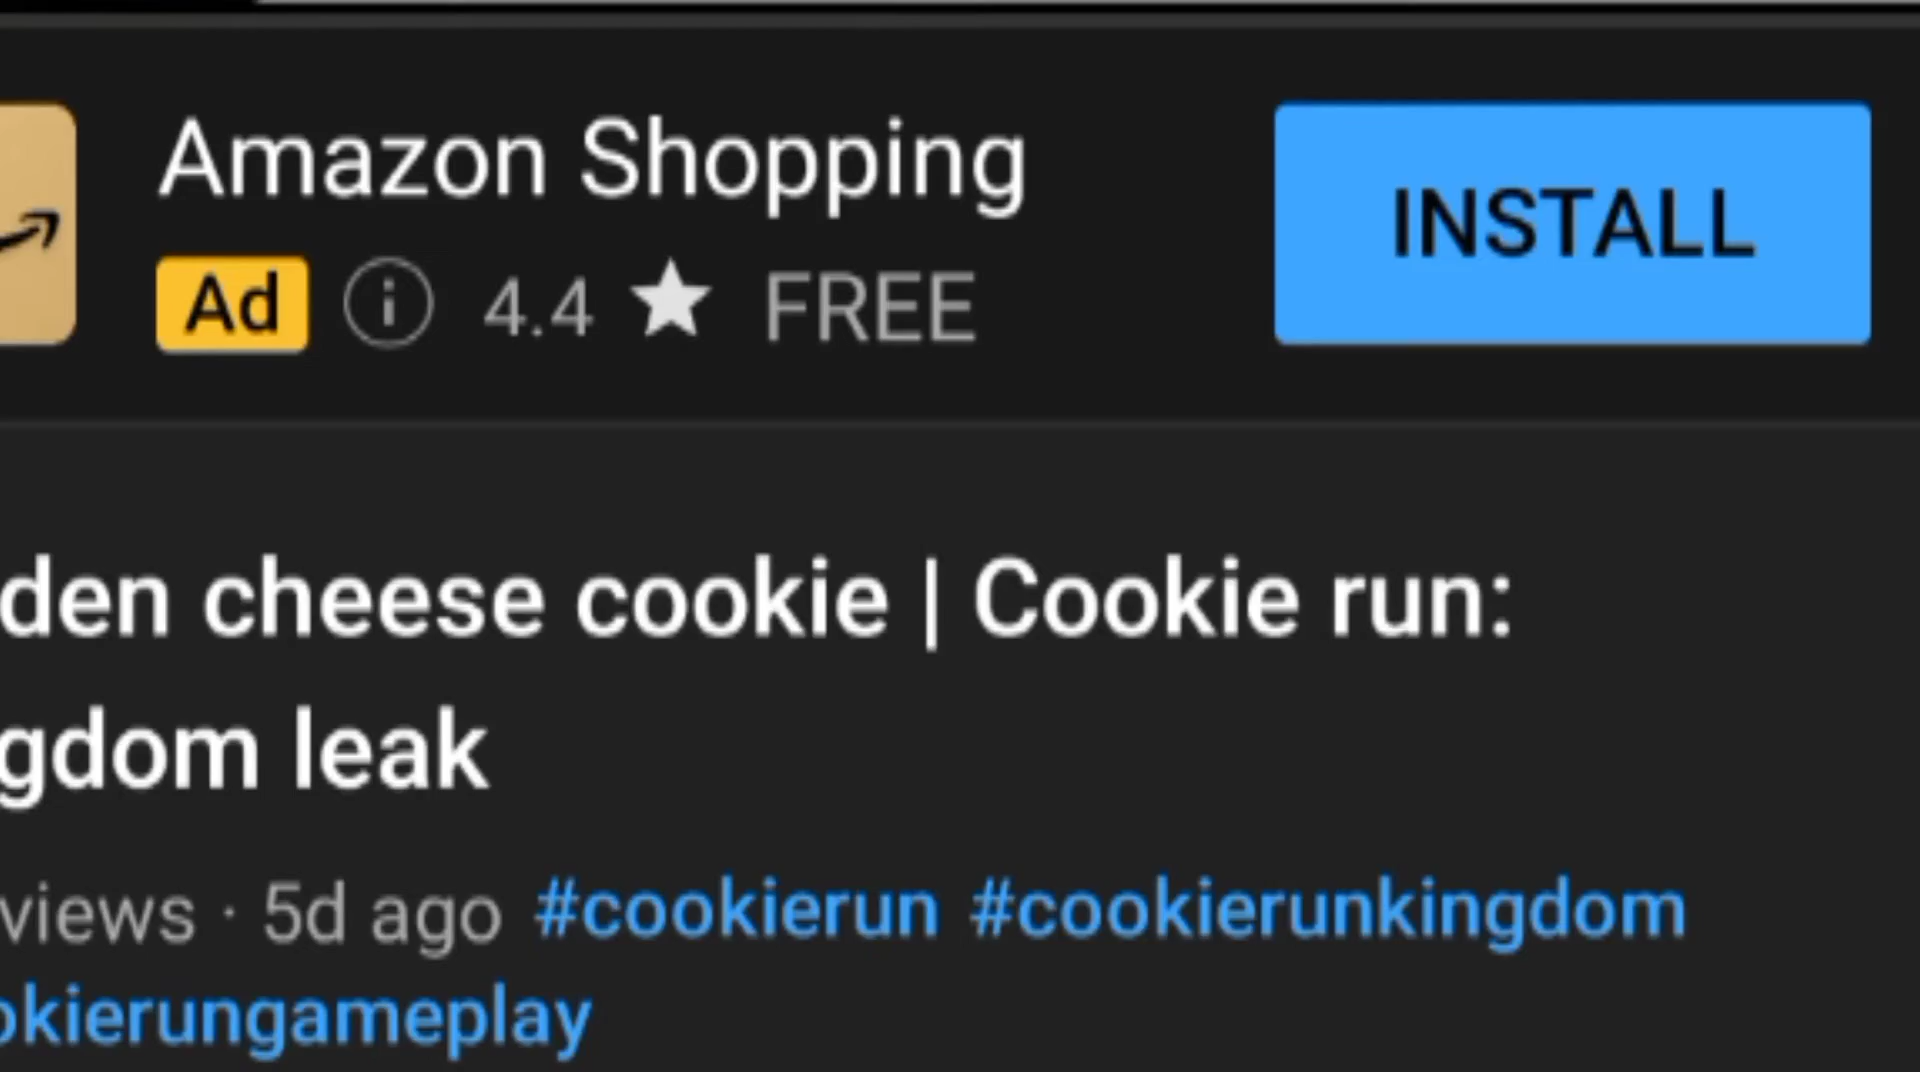 Amazon Shopping
INSTALL
Ad 4.4 ★ FREE
den cheese cookie | Cookie run:
gdom leak
views · 5d ago #cookierun #cookierunkingdom
okierungameplay